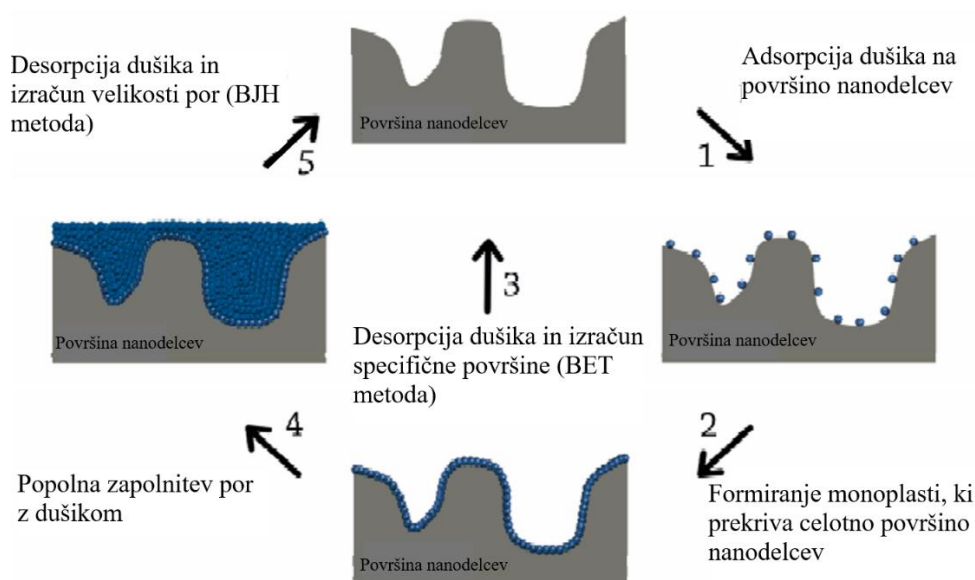 Desorpcija dušika in
izračun velikosti por (BJH
metoda)
Površina nanodelcev
Adsorpcija dušika na
površino nanodelcev
5
1
Površina nanodelcev
3
Površina nanodelcev
Desorpcija dušika in izračun
specifične površine (BET
metoda)
4
2
Popolna zapolnitev por
z dušikom
Formiranje monoplasti, ki
prekriva celotno površino
nanodelcev
Površina nanodelcev